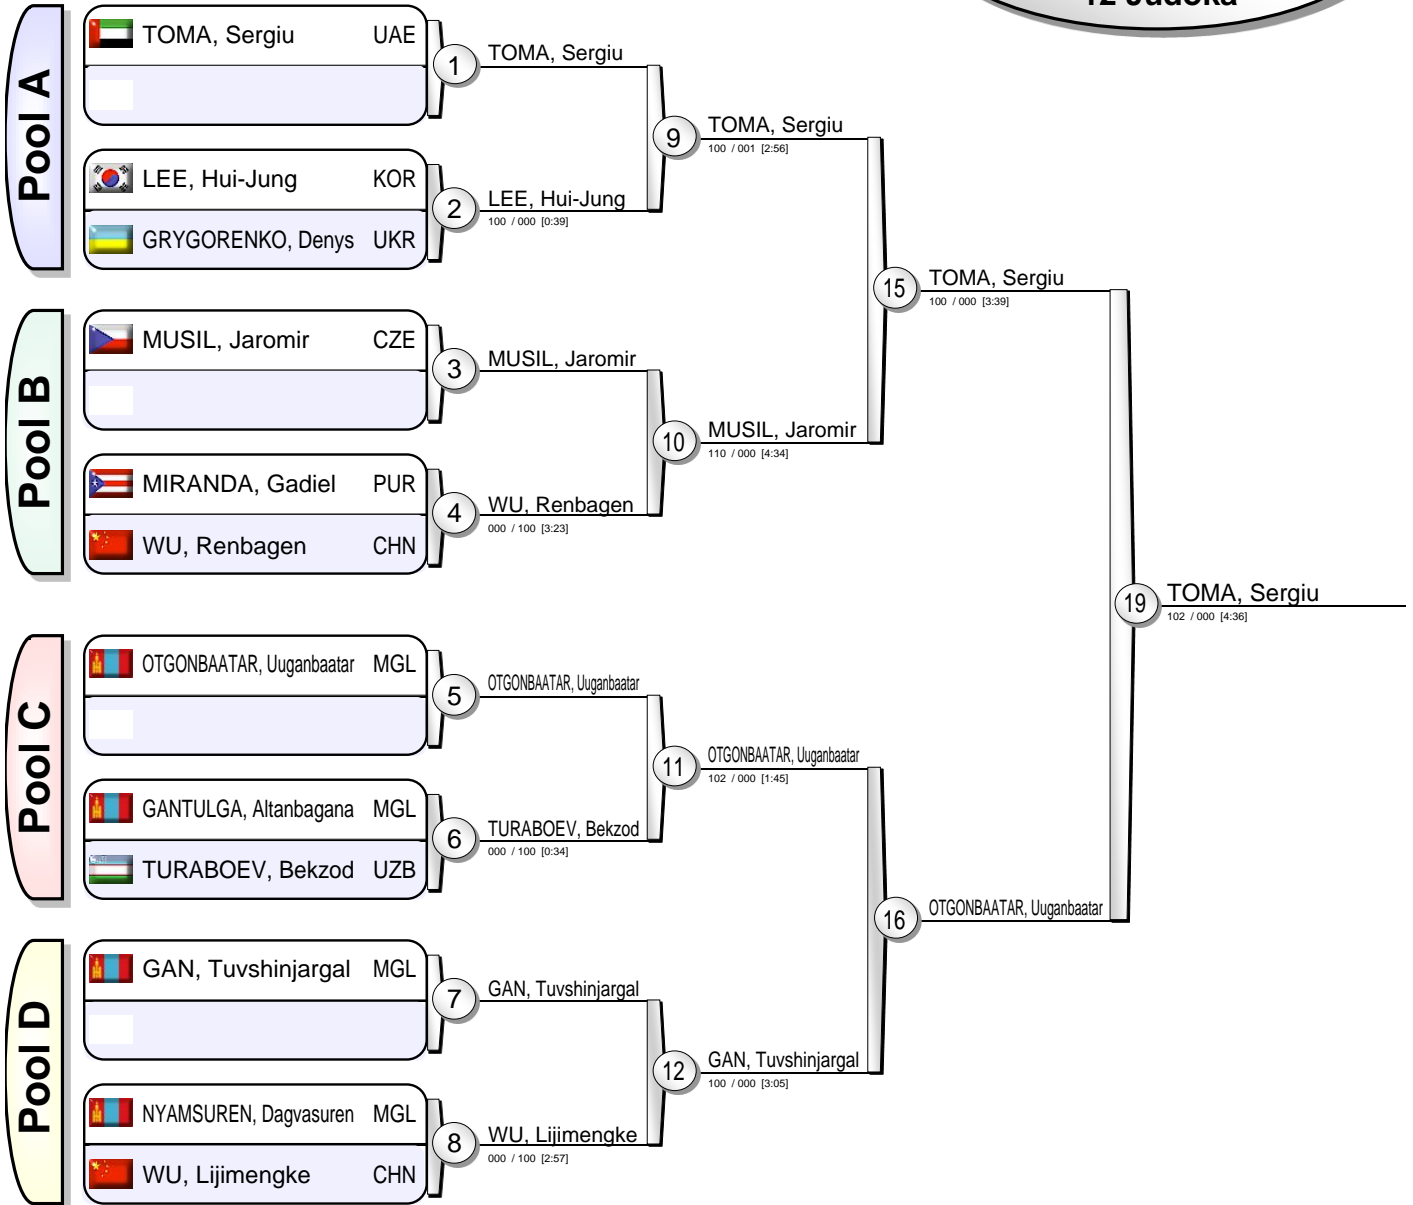 12 Judoka
Pool A
TOMA, Sergiu UAE
1
TOMA, Sergiu
LEE, Hui-Jung KOR
GRYGORENKO, Denys UKR
2
LEE, Hui-Jung
100 / 000 [0:39]
9
TOMA, Sergiu
100 / 001 [2:56]
Pool B
MUSIL, Jaromir CZE
3
MUSIL, Jaromir
MIRANDA, Gadiel PUR
WU, Renbagen CHN
4
WU, Renbagen
000 / 100 [3:23]
10
MUSIL, Jaromir
110 / 000 [4:34]
15
TOMA, Sergiu
100 / 000 [3:39]
Pool C
OTGONBAATAR, Uuganbaatar MGL
5
OTGONBAATAR, Uuganbaatar
GANTULGA, Altanbagana MGL
TURABOEV, Bekzod UZB
6
TURABOEV, Bekzod
000 / 100 [0:34]
11
OTGONBAATAR, Uuganbaatar
102 / 000 [1:45]
Pool D
GAN, Tuvshinjargal MGL
7
GAN, Tuvshinjargal
NYAMSUREN, Dagvasuren MGL
WU, Lijimengke CHN
8
WU, Lijimengke
000 / 100 [2:57]
12
GAN, Tuvshinjargal
100 / 000 [3:05]
16
OTGONBAATAR, Uuganbaatar
19
TOMA, Sergiu
102 / 000 [4:36]